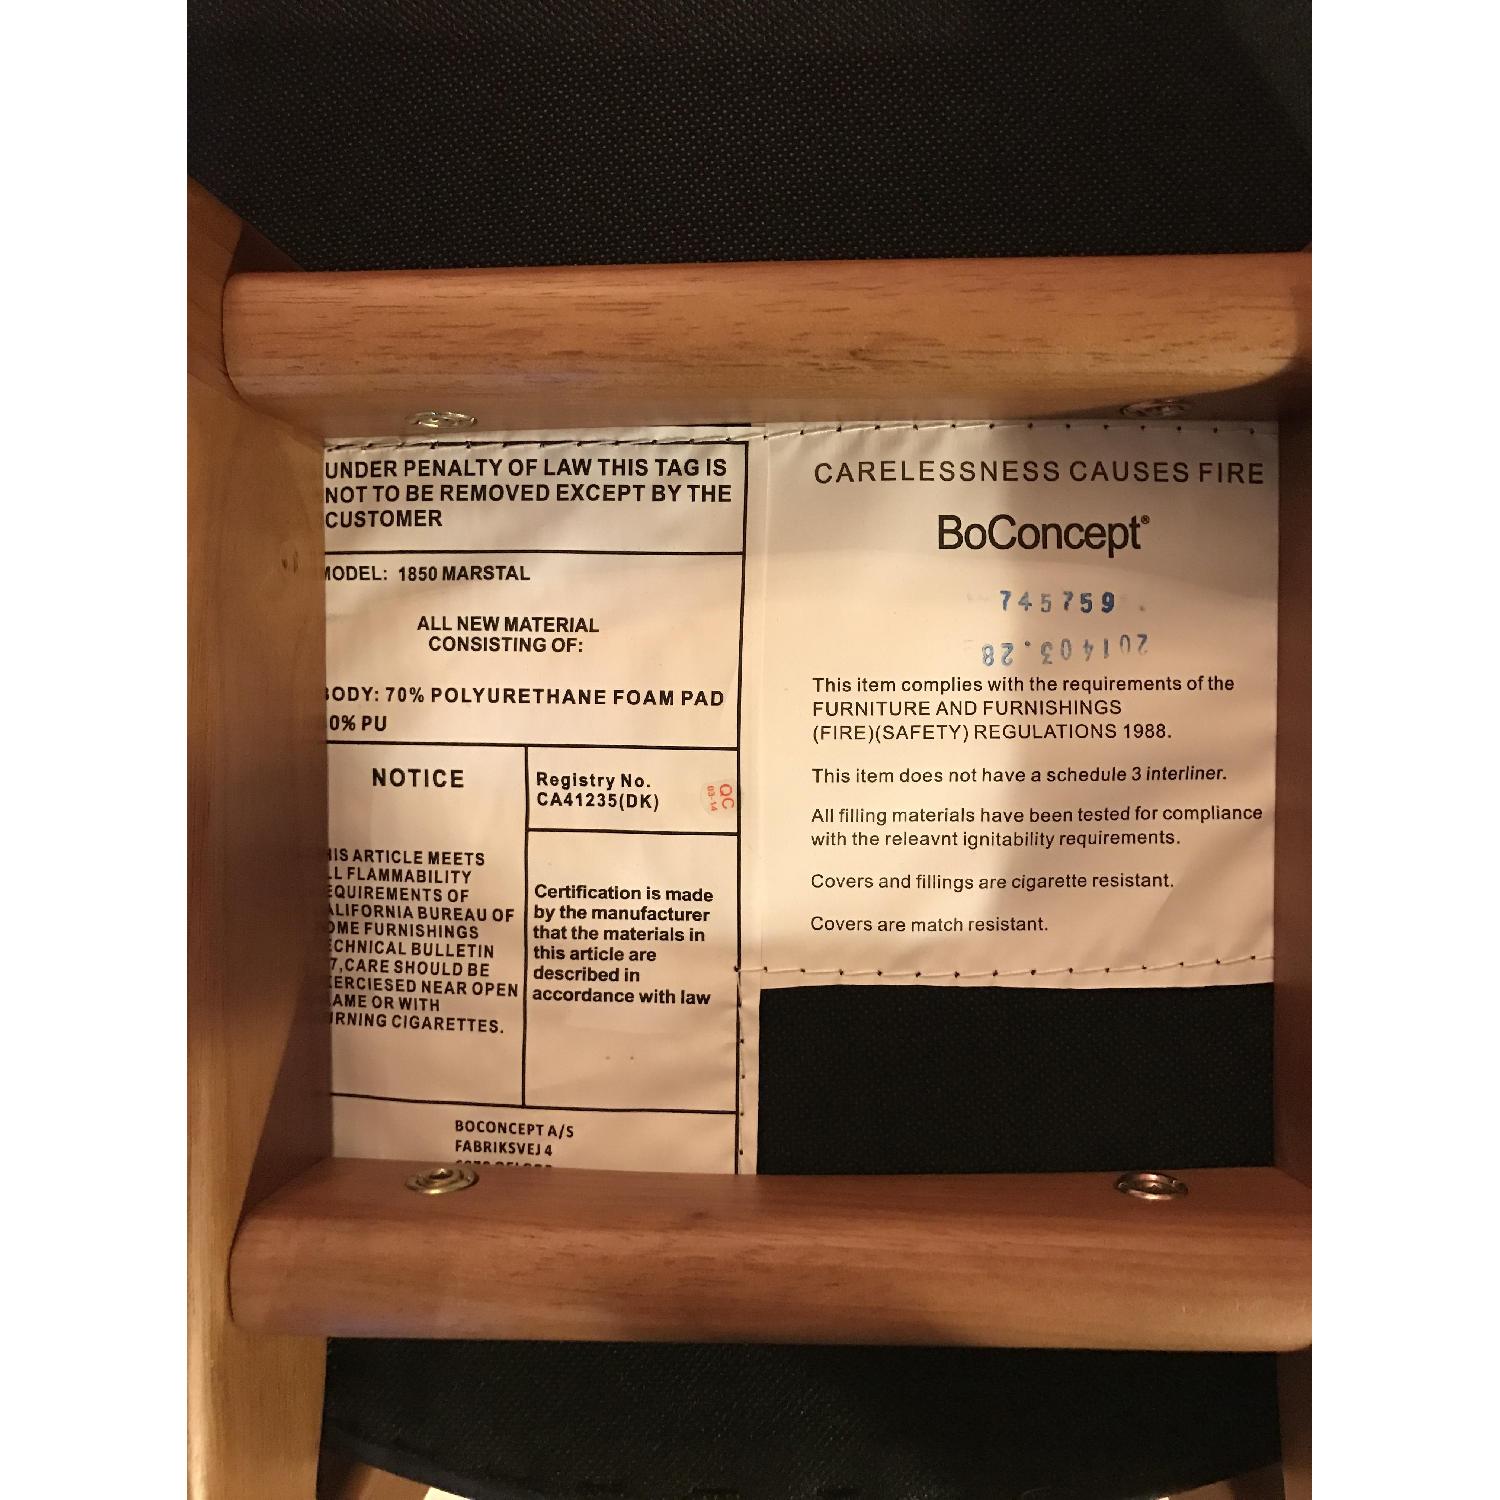 UNDER PENALTY OF LAW THIS TAG IS
NOT TO BE REMOVED EXCEPT BY THE
CUSTOMER
MODEL: 1850 MARSTAL
ALL NEW MATERIAL
CONSISTING OF:
BODY: 70% POLYURETHANE FOAM PAD
0% PU
NOTICE
HIS ARTICLE MEETS
LL FLAMMABILITY
EQUIREMENTS OF
ALIFORNIA BUREAU OF
OME FURNISHINGS
ECHNICAL BULLETIN
7,CARE SHOULD BE
ERCIESED NEAR OPEN
LAME OR WITH
URNING CIGARETTES.
Registry No.
CA41235(DK)
QC
03-14
Certification is made
by the manufacturer
that the materials in
this article are
described in
accordance with law
BOCONCEPT A/S
FABRIKSVEJ 4
CARELESSNESS CAUSES FIRE
BoConcept®
745759
201403.28
This item complies with the requirements of the
FURNITURE AND FURNISHINGS
(FIRE)(SAFETY) REGULATIONS 1988.
This item does not have a schedule 3 interliner.
All filling materials have been tested for compliance
with the releavnt ignitability requirements.
Covers and fillings are cigarette resistant.
Covers are match resistant.